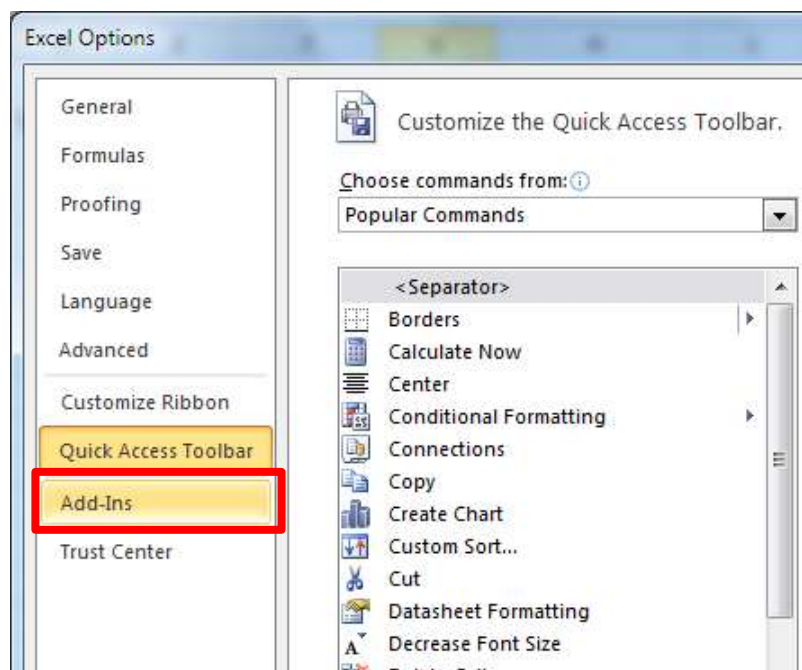 Excel Options
General
Formulas
Proofing
Save
Language
Advanced
Customize Ribbon
Quick Access Toolbar
Add-Ins
Trust Center
Customize the Quick Access Toolbar.
Choose commands from:
Popular Commands
<Separator>
Borders
Calculate Now
Center
Conditional Formatting
Connections
Copy
Create Chart
Custom Sort...
Cut
Datasheet Formatting
Decrease Font Size